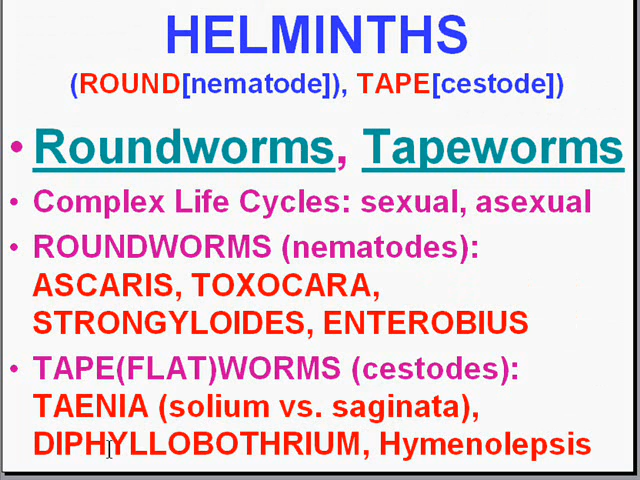 HELMINTHS
(ROUND[nematode]), TAPE[cestode])
• Roundworms, Tapeworms
• Complex Life Cycles: sexual, asexual
• ROUNDWORMS (nematodes):
ASCARIS, TOXOCARA,
STRONGYLOIDES, ENTEROBIUS
• TAPE(FLAT)WORMS (cestodes):
TAENIA (solium vs. saginata),
DIPHYLLOBOTHRIUM, Hymenolepsis